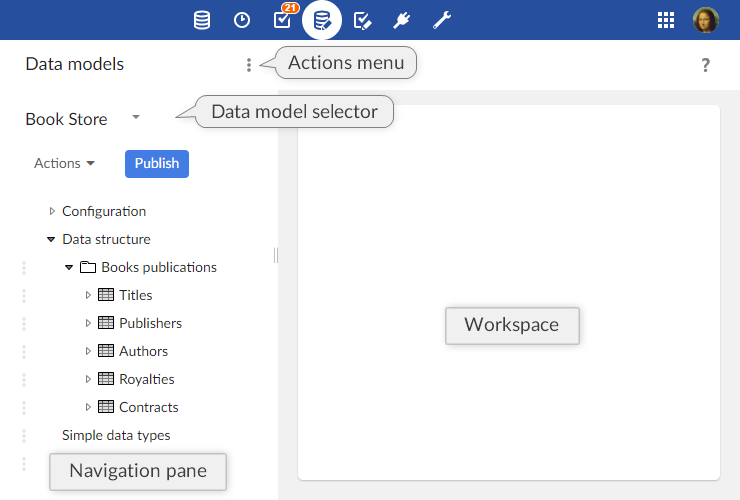 21
Data models
Actions menu
?
Book Store
Data model selector
Actions
Publish
Configuration
Data structure
Books publications
Titles
Publishers
Authors
Royalties
Contracts
Simple data types
Workspace
Navigation pane